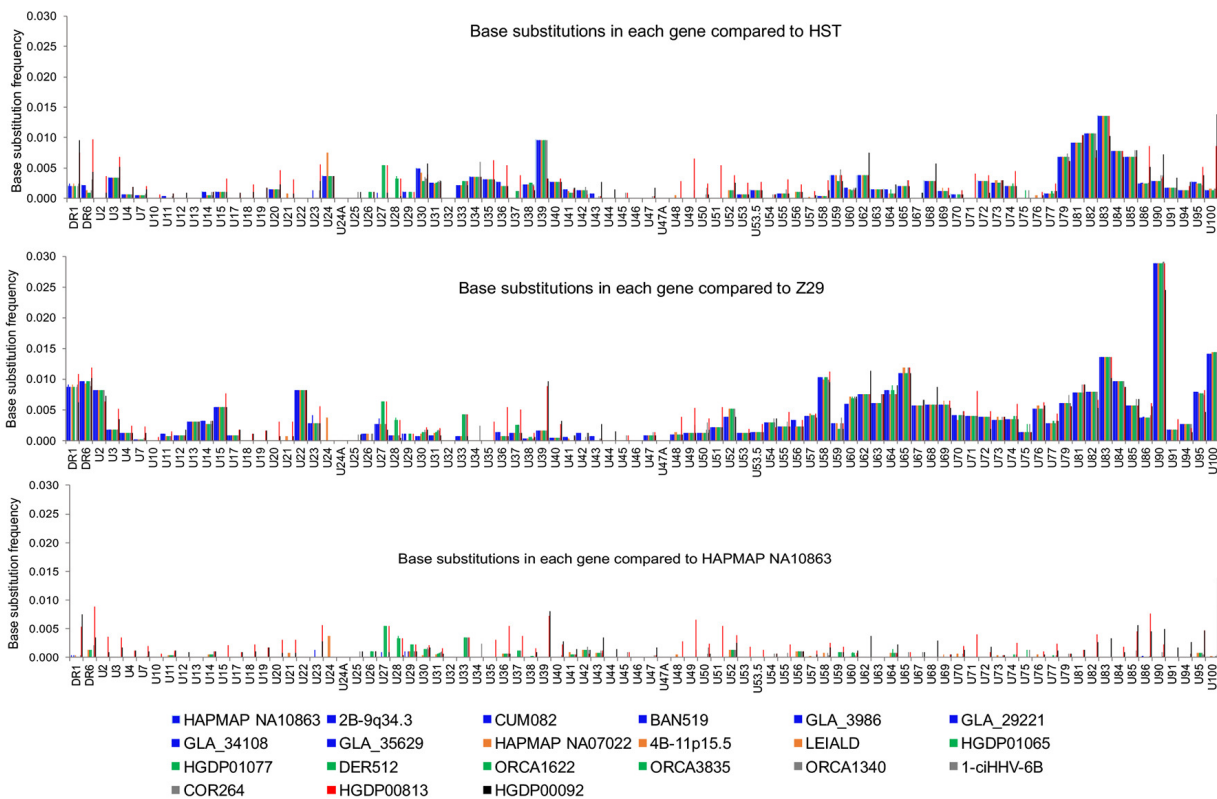 Base substitutions in each gene compared to HST
Base substitution frequency
0.030
0.025
0.020
0.015
0.010
0.005
0.000
DR1 DR6 U2 U3 U4 U7 U10 U11 U12 U13 U14 U15 U17 U18 U19 U20 U21 U22 U23 U24 U24A U25 U26 U27 U28 U29 U30 U31 U32 U33 U34 U35 U36 U37 U38 U39 U40 U41 U42 U43 U44 U45 U46 U47 U47A U48 U49 U50 U51 U52 U53 U53.5 U54 U55 U56 U57 U58 U59 U60 U62 U63 U64 U65 U67 U68 U69 U70 U71 U72 U73 U74 U75 U76 U77 U79 U81 U82 U83 U84 U85 U86 U90 U91 U94 U95 U100
Base substitutions in each gene compared to Z29
Base substitution frequency
0.030
0.025
0.020
0.015
0.010
0.005
0.000
DR1 DR6 U2 U3 U4 U7 U10 U11 U12 U13 U14 U15 U17 U18 U19 U20 U21 U22 U23 U24 U24A U25 U26 U27 U28 U29 U30 U31 U32 U33 U34 U35 U36 U37 U38 U39 U40 U41 U42 U43 U44 U45 U46 U47 U47A U48 U49 U50 U51 U52 U53 U53.5 U54 U55 U56 U57 U58 U59 U60 U62 U63 U64 U65 U67 U68 U69 U70 U71 U72 U73 U74 U75 U76 U77 U79 U81 U82 U83 U84 U85 U86 U90 U91 U94 U95 U100
Base substitutions in each gene compared to HAPMAP NA10863
Base substitution frequency
0.030
0.025
0.020
0.015
0.010
0.005
0.000
DR1 DR6 U2 U3 U4 U7 U10 U11 U12 U13 U14 U15 U17 U18 U19 U20 U21 U22 U23 U24 U24A U25 U26 U27 U28 U29 U30 U31 U32 U33 U34 U35 U36 U37 U38 U39 U40 U41 U42 U43 U44 U45 U46 U47 U47A U48 U49 U50 U51 U52 U53 U53.5 U54 U55 U56 U57 U58 U59 U60 U62 U63 U64 U65 U67 U68 U69 U70 U71 U72 U73 U74 U75 U76 U77 U79 U81 U82 U83 U84 U85 U86 U90 U91 U94 U95 U100
HAPMAP NA10863 2B-9q34.3 CUM082 BAN519 GLA_3986 GLA_29221
GLA_34108 GLA_35629 HAPMAP NA07022 4B-11p15.5 LEIALD HGDP01065
HGDP01077 DER512 ORCA1622 ORCA3835 ORCA1340 1-ciHHV-6B
COR264 HGDP00813 HGDP00092